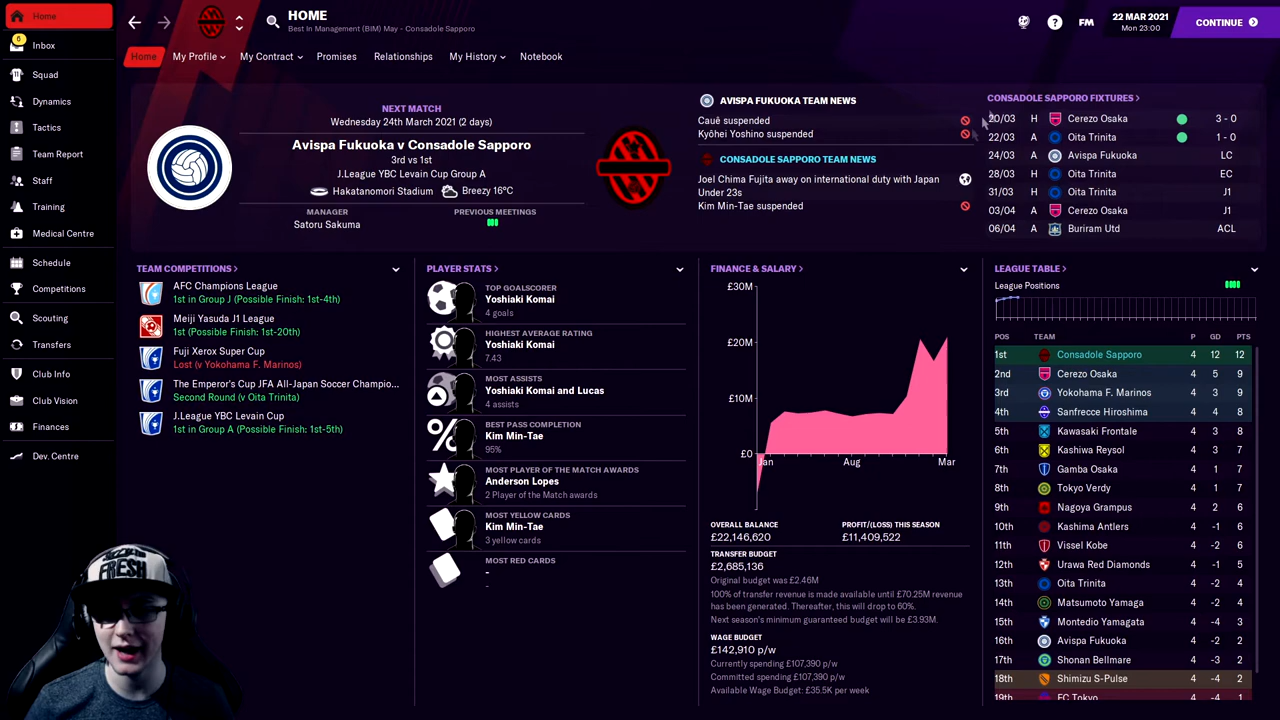 Home
6
Inbox
Squad
Dynamics
Tactics
Team Report
Staff
Training
Medical Centre
Schedule
Competitions
Scouting
Transfers
Club Info
Club Vision
Finances
Dev. Centre
HOME
Best In Management (BIM) May - Consadole Sapporo
?
FM
22 MAR 2021
Mon 23:00
CONTINUE
Home
My Profile
My Contract
Promises
Relationships
My History
Notebook
NEXT MATCH
Wednesday 24th March 2021 (2 days)
Avispa Fukuoka v Consadole Sapporo
3rd vs 1st
J.League YBC Levain Cup Group A
Hakatanomori Stadium
Breezy 16°C
MANAGER
Satoru Sakuma
PREVIOUS MEETINGS
AVISPA FUKUOKA TEAM NEWS
Cauê suspended
Kyôhei Yoshino suspended
CONSADOLE SAPPORO TEAM NEWS
Joel Chima Fujita away on international duty with Japan
Under 23s
Kim Min-Tae suspended
CONSADOLE SAPPORO FIXTURES >
20/03 H Cerezo Osaka 3 - 0
22/03 A Oita Trinita 1 - 0
24/03 A Avispa Fukuoka LC
28/03 H Oita Trinita EC
31/03 H Oita Trinita J1
03/04 A Cerezo Osaka J1
06/04 A Buriram Utd ACL
TEAM COMPETITIONS >
AFC Champions League
1st in Group J (Possible Finish: 1st-4th)
Meiji Yasuda J1 League
1st (Possible Finish: 1st-20th)
Fuji Xerox Super Cup
Lost (v Yokohama F. Marinos)
The Emperor's Cup JFA All-Japan Soccer Champio...
Second Round (v Oita Trinita)
J.League YBC Levain Cup
1st in Group A (Possible Finish: 1st-5th)
PLAYER STATS >
TOP GOALSCORER
Yoshiaki Komai
4 goals
HIGHEST AVERAGE RATING
Yoshiaki Komai
7.43
MOST ASSISTS
Yoshiaki Komai and Lucas
4 assists
%
BEST PASS COMPLETION
Kim Min-Tae
95%
MOST PLAYER OF THE MATCH AWARDS
Anderson Lopes
2 Player of the Match awards
MOST YELLOW CARDS
Kim Min-Tae
3 yellow cards
MOST RED CARDS
-
-
FINANCE & SALARY >
£30M
£20M
£10M
£0
Jan
Aug
Mar
OVERALL BALANCE
£22,146,620
PROFIT/(LOSS) THIS SEASON
£11,409,522
TRANSFER BUDGET
£2,685,136
Original budget was £2.46M
100% of transfer revenue is made available until £70.25M revenue
has been generated. Thereafter, this will drop to 60%.
Next season's minimum guaranteed budget will be £3.93M.
WAGE BUDGET
£142,910 p/w
Currently spending £107,390 p/w
Committed spending £107,390 p/w
Available Wage Budget: £35.5K per week
LEAGUE TABLE >
League Positions
POS TEAM P GD PTS
1st Consadole Sapporo 4 12 12
2nd Cerezo Osaka 4 5 9
3rd Yokohama F. Marinos 4 3 9
4th Sanfrecce Hiroshima 4 4 8
5th Kawasaki Frontale 4 3 8
6th Kashiwa Reysol 4 3 7
7th Gamba Osaka 4 1 7
8th Tokyo Verdy 4 1 7
9th Nagoya Grampus 4 2 6
10th Kashima Antlers 4 -1 6
11th Vissel Kobe 4 -2 6
12th Urawa Red Diamonds 4 -1 5
13th Oita Trinita 4 -2 4
14th Matsumoto Yamaga 4 -2 4
15th Montedio Yamagata 4 -4 3
16th Avispa Fukuoka 4 -2 2
17th Shonan Bellmare 4 -3 2
18th Shimizu S-Pulse 4 -4 2
19th FC Tokyo 4 -4 1
FRESH